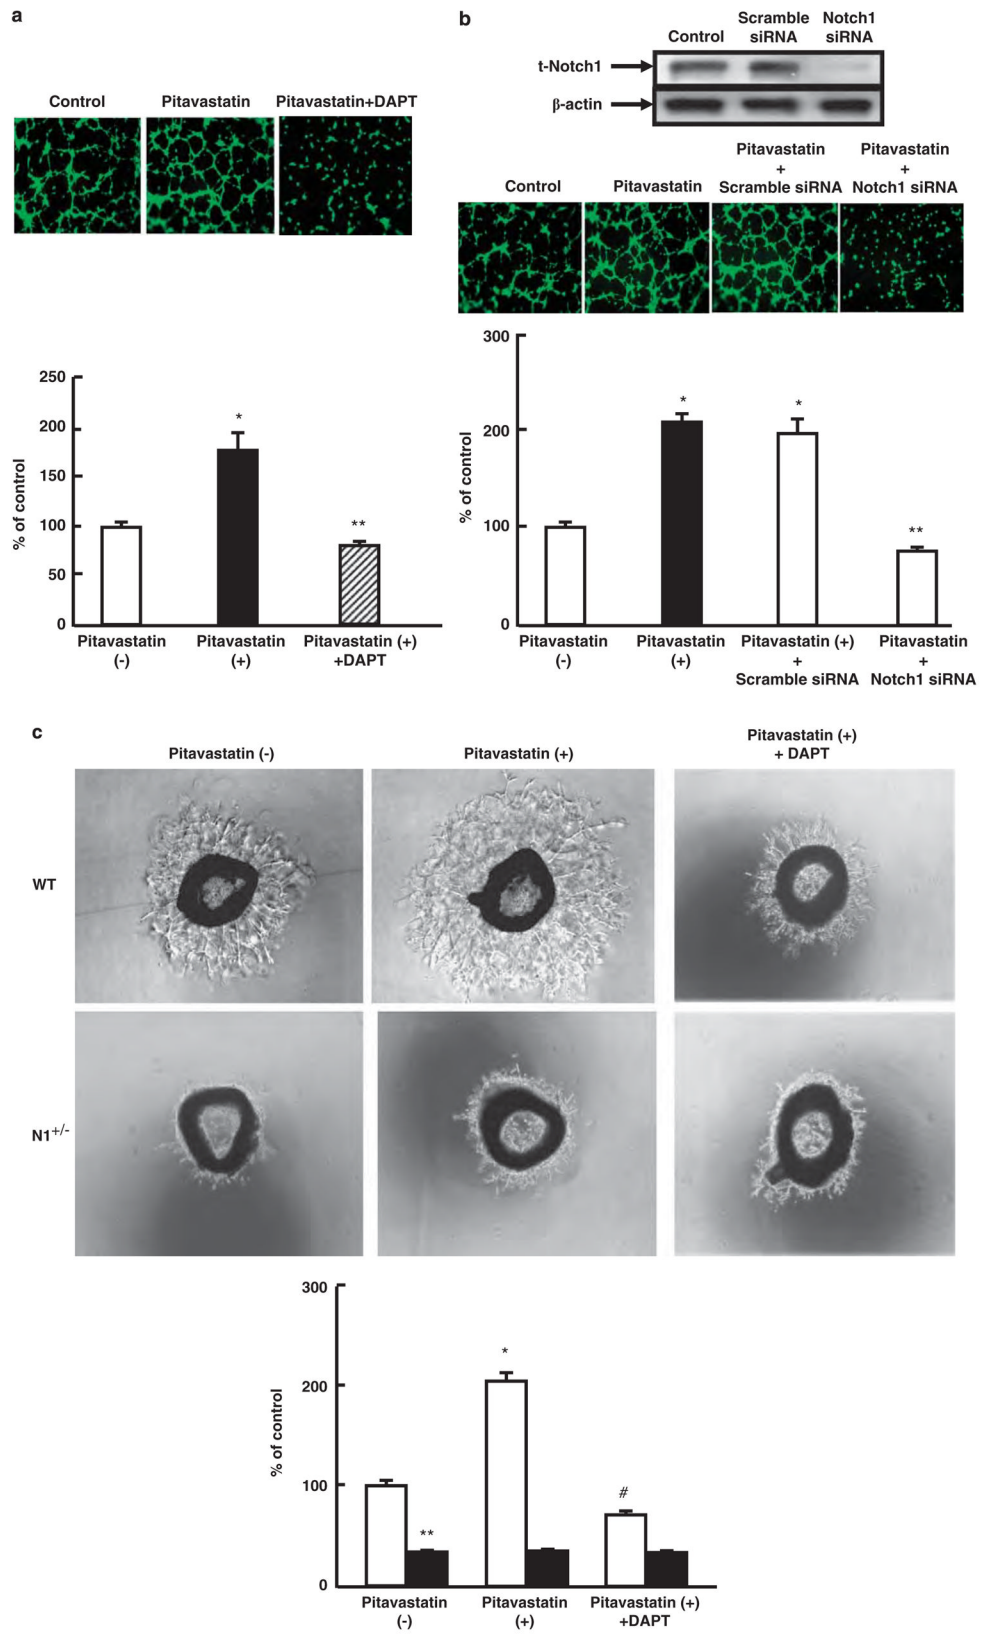 a
Control
Pitavastatin
Pitavastatin+DAPT
250
200
150
100
50
0
% of control
*
**
Pitavastatin
(-)
Pitavastatin
(+)
Pitavastatin (+)
+DAPT
b
Control
Scramble
siRNA
Notch1
siRNA
t-Notch1
β-actin
Control
Pitavastatin
Pitavastatin
+
Scramble siRNA
Pitavastatin
+
Notch1 siRNA
300
200
100
0
% of control
*
*
**
Pitavastatin
(-)
Pitavastatin
(+)
Pitavastatin (+)
+
Scramble siRNA
Pitavastatin
+
Notch1 siRNA
c
Pitavastatin (-)
Pitavastatin (+)
Pitavastatin (+)
+ DAPT
WT
N1+/-
300
200
100
0
% of control
**
*
#
Pitavastatin
(-)
Pitavastatin
(+)
Pitavastatin (+)
+DAPT